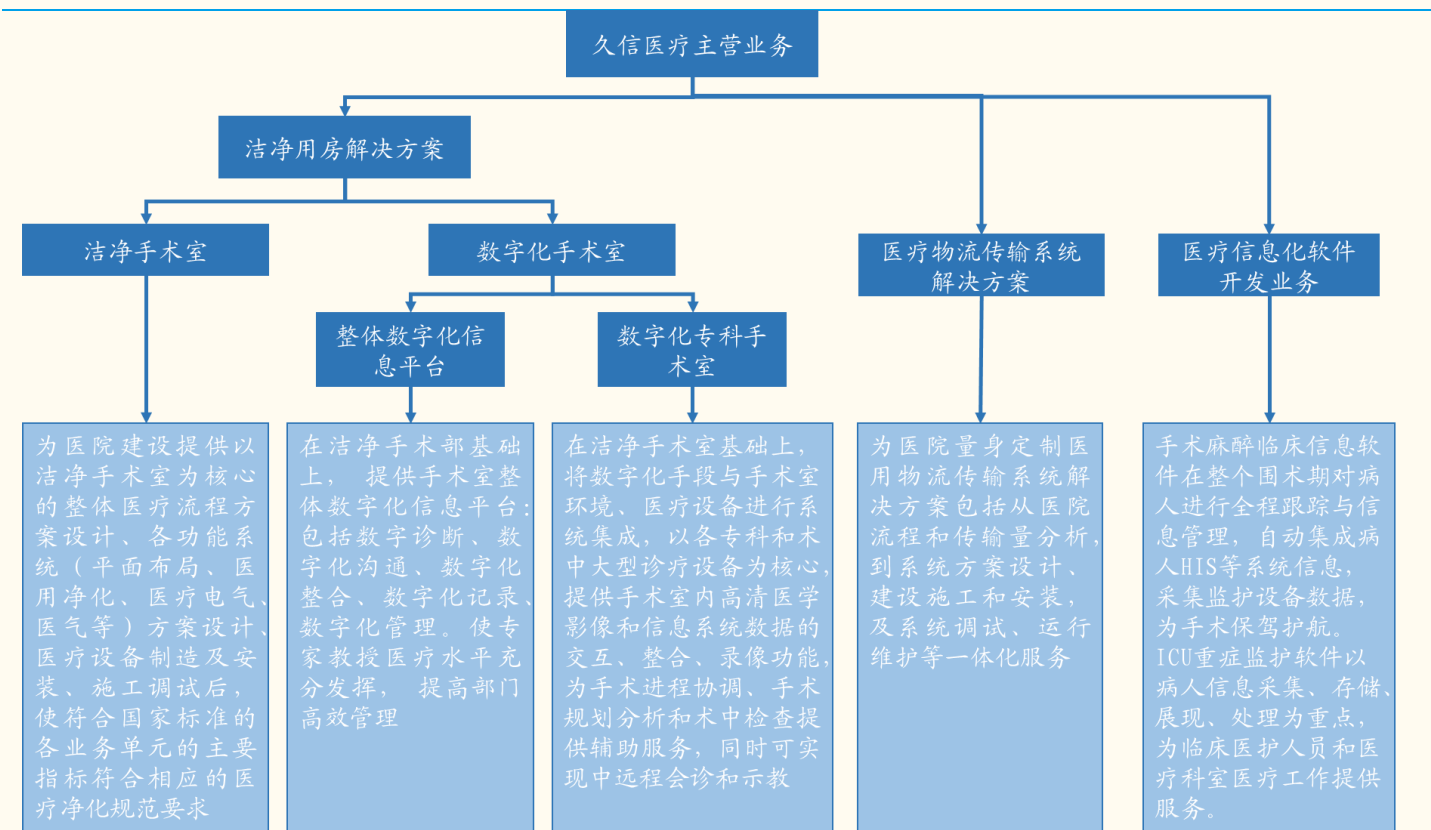 久信医疗主营业务
洁净用房解决方案
洁净手术室
数字化手术室
医疗物流传输系统
解决方案
医疗信息化软件
开发业务
整体数字化信
息平台
数字化专科手
术室
为医院建设提供以
洁净手术室为核心
的整体医疗流程方
案设计、各功能系
统（平面布局、医
用净化、医疗电气、
医气等）方案设计、
医疗设备制造及安
装、施工调试后，
使符合国家标准的
各业务单元的主要
指标符合相应的医
疗净化规范要求
在洁净手术部基础
上， 提供手术室整
体数字化信息平台：
包括数字诊断、数
字化沟通、数字化
整合、数字化记录、
数字化管理。使专
家教授医疗水平充
分发挥， 提高部门
高效管理
在洁净手术室基础上，
将数字化手段与手术室
环境、医疗设备进行系
统集成，以各专科和术
中大型诊疗设备为核心，
提供手术室内高清医学
影像和信息系统数据的
交互、整合、录像功能，
为手术进程协调、手术
规划分析和术中检查提
供辅助服务，同时可实
现中远程会诊和示教
为医院量身定制医
用物流传输系统解
决方案包括从医院
流程和传输量分析，
到系统方案设计、
建设施工和安装，
及系统调试、运行
维护等一体化服务
手术麻醉临床信息软
件在整个围术期对病
人进行全程跟踪与信
息管理，自动集成病
人HIS等系统信息，
采集监护设备数据，
为手术保驾护航。
ICU重症监护软件以
病人信息采集、存储、
展现、处理为重点，
为临床医护人员和医
疗科室医疗工作提供
服务。